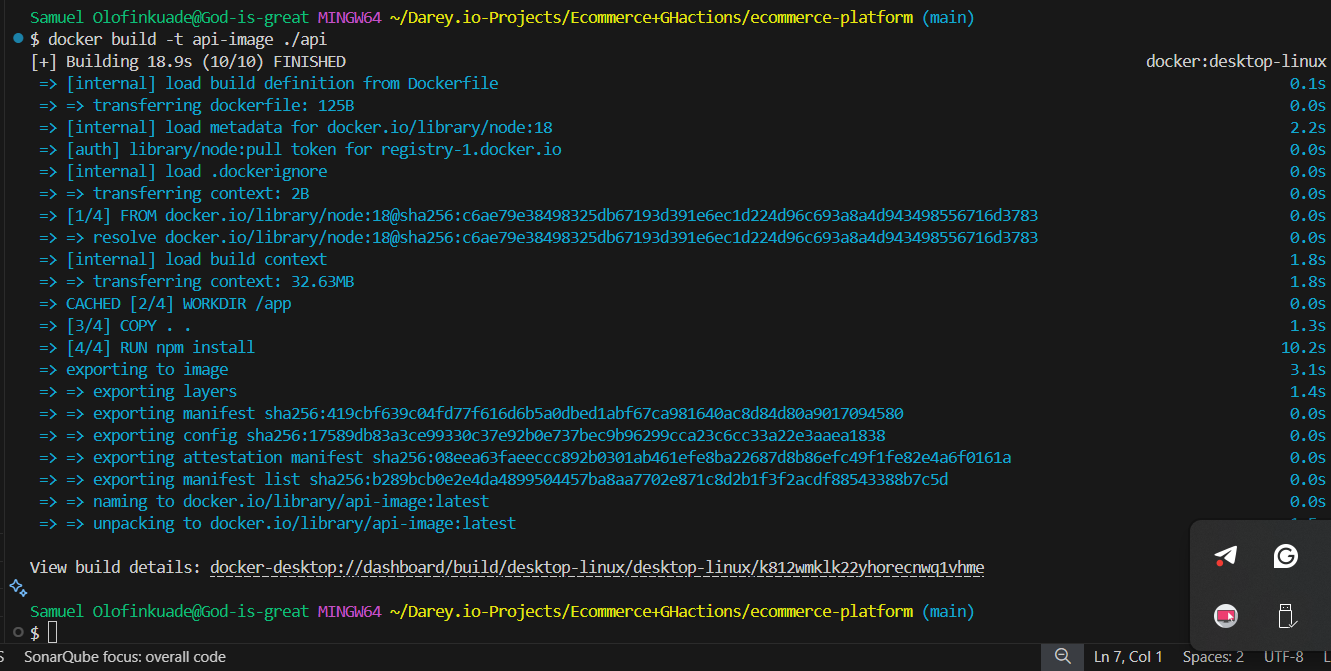 Samuel Olofinkuade@God-is-great MINGW64 ~/Darey.io-Projects/Ecommerce+GHactions/ecommerce-platform (main)
$ docker build -t api-image ./api
[+] Building 18.9s (10/10) FINISHED docker:desktop-linux
=> [internal] load build definition from Dockerfile 0.1s
=> => transferring dockerfile: 125B 0.0s
=> [internal] load metadata for docker.io/library/node:18 2.2s
=> [auth] library/node:pull token for registry-1.docker.io 0.0s
=> [internal] load .dockerignore 0.0s
=> => transferring context: 2B 0.0s
=> [1/4] FROM docker.io/library/node:18@sha256:c6ae79e38498325db67193d391e6ec1d224d96c693a8a4d943498556716d3783 0.0s
=> => resolve docker.io/library/node:18@sha256:c6ae79e38498325db67193d391e6ec1d224d96c693a8a4d943498556716d3783 0.0s
=> [internal] load build context 1.8s
=> => transferring context: 32.63MB 1.8s
=> CACHED [2/4] WORKDIR /app 0.0s
=> [3/4] COPY . . 1.3s
=> [4/4] RUN npm install 10.2s
=> exporting to image 3.1s
=> => exporting layers 1.4s
=> => exporting manifest sha256:419cbf639c04fd77f616d6b5a0dbed1abf67ca981640ac8d84d80a9017094580 0.0s
=> => exporting config sha256:17589db83a3ce99330c37e92b0e737bec9b96299cca23c6cc33a22e3aaea1838 0.0s
=> => exporting attestation manifest sha256:08eea63faeeccc892b0301ab461efe8ba22687d8b86efc49f1fe82e4a6f0161a 0.0s
=> => exporting manifest list sha256:b289bcb0e2e4da4899504457ba8aa7702e871c8d2b1f3f2acdf88543388b7c5d 0.0s
=> => naming to docker.io/library/api-image:latest 0.0s
=> => unpacking to docker.io/library/api-image:latest
View build details: docker-desktop://dashboard/build/desktop-linux/desktop-linux/k812wmklk22yhorecnwq1vhme
Samuel Olofinkuade@God-is-great MINGW64 ~/Darey.io-Projects/Ecommerce+GHactions/ecommerce-platform (main)
$
SonarQube focus: overall code Ln 7, Col 1 Spaces: 2 UTF-8